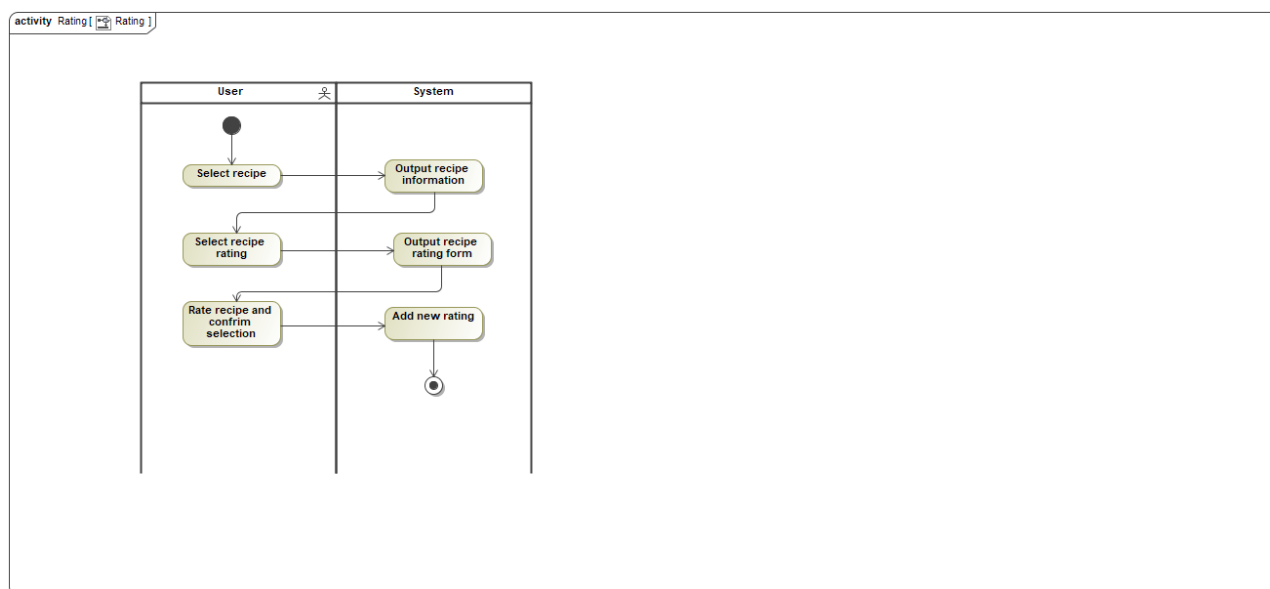 activity Rating [ Rating ]
User
System
Select recipe
Output recipe
information
Select recipe
rating
Output recipe
rating form
Rate recipe and
confrim
selection
Add new rating